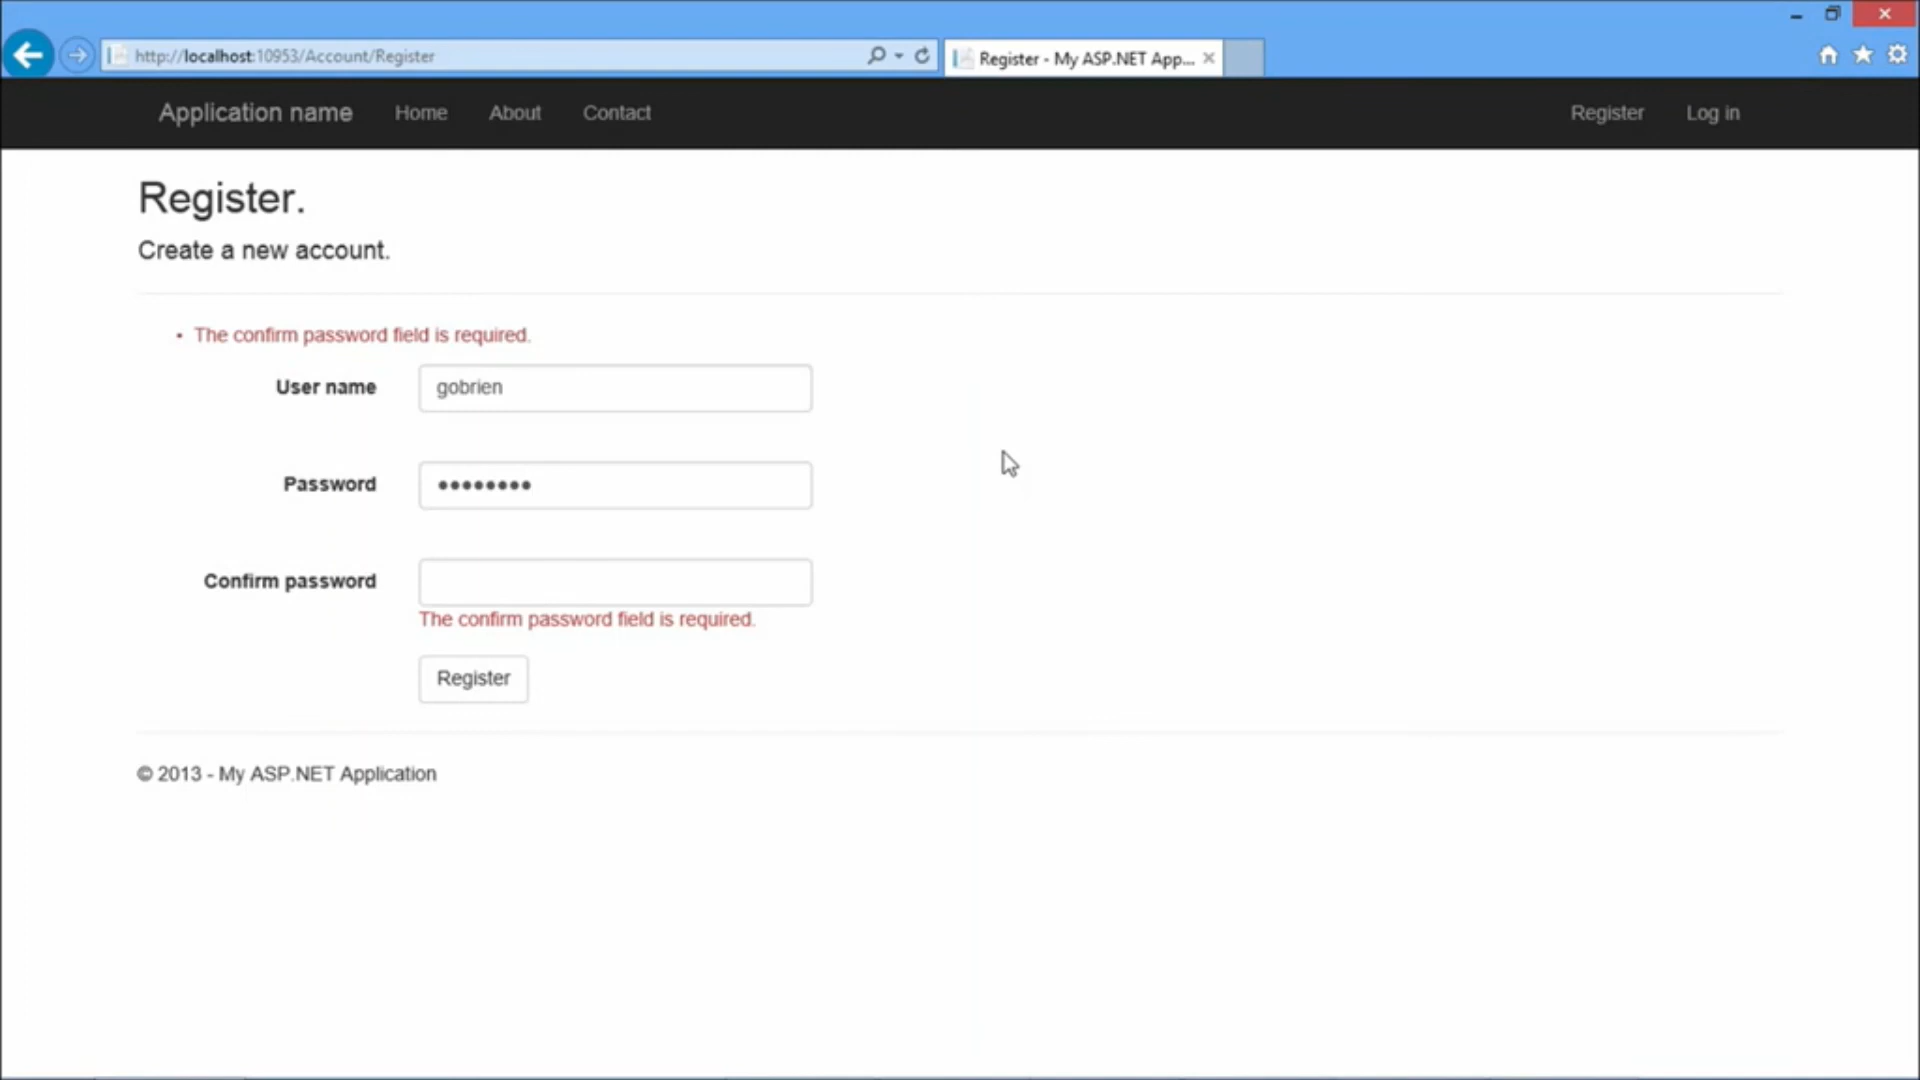 http://localhost:10953/Account/Register
Register - My ASP.NET App...
Application name
Home
About
Contact
Register
Log in
Register.
Create a new account.
• The confirm password field is required.
User name
gobrien
Password
••••••••
Confirm password
The confirm password field is required.
Register
© 2013 - My ASP.NET Application